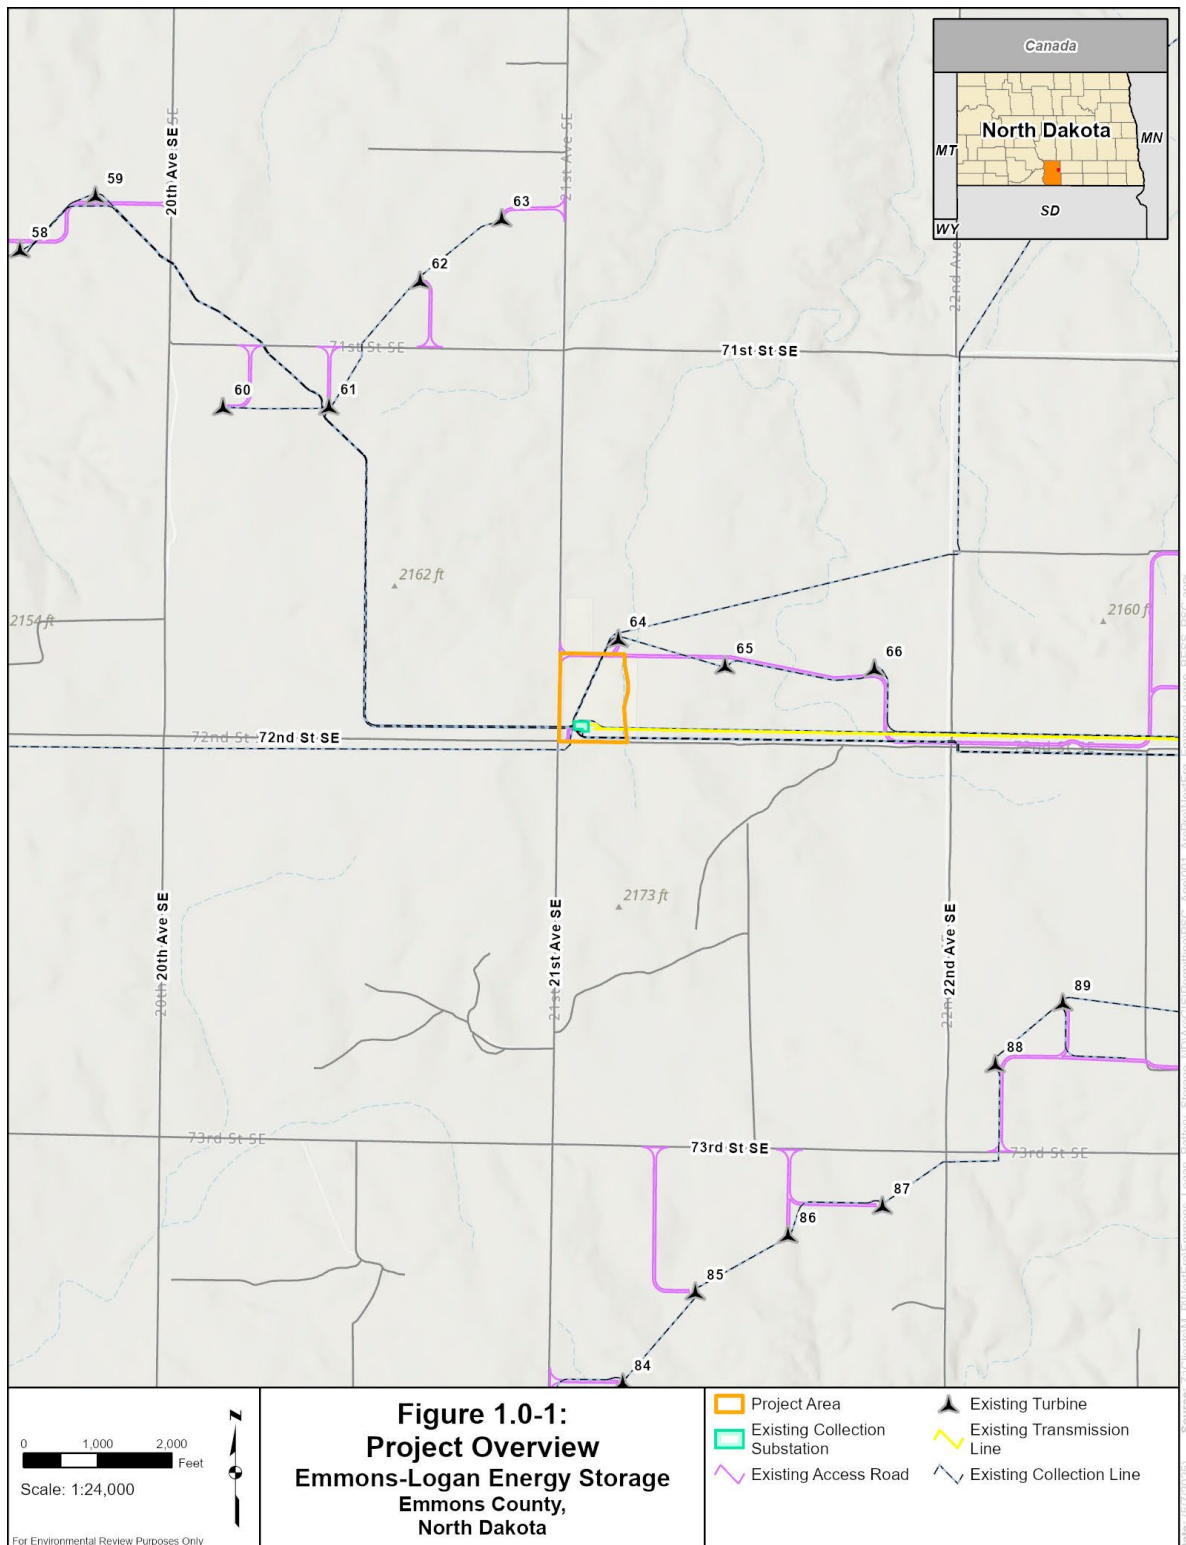 Canada
North Dakota
MT
MN
SD
WY
20th Ave SE
21st Ave SE
22nd Ave
59
58
63
62
71st St SE
71st St SE
60
61
2162 ft
2154 ft
2160 f
64
65
66
72nd S
72nd St SE
2173 ft
20th Ave SE
21st Ave SE
22nd Ave SE
89
88
73rd St SE
73rd St SE
73rd St SE
87
86
85
84
0 1,000 2,000
Feet
Scale: 1:24,000
For Environmental Review Purposes Only
N
Figure 1.0-1:
Project Overview
Emmons-Logan Energy Storage
Emmons County,
North Dakota
Project Area
Existing Collection
Substation
Existing Access Road
Existing Turbine
Existing Transmission
Line
Existing Collection Line